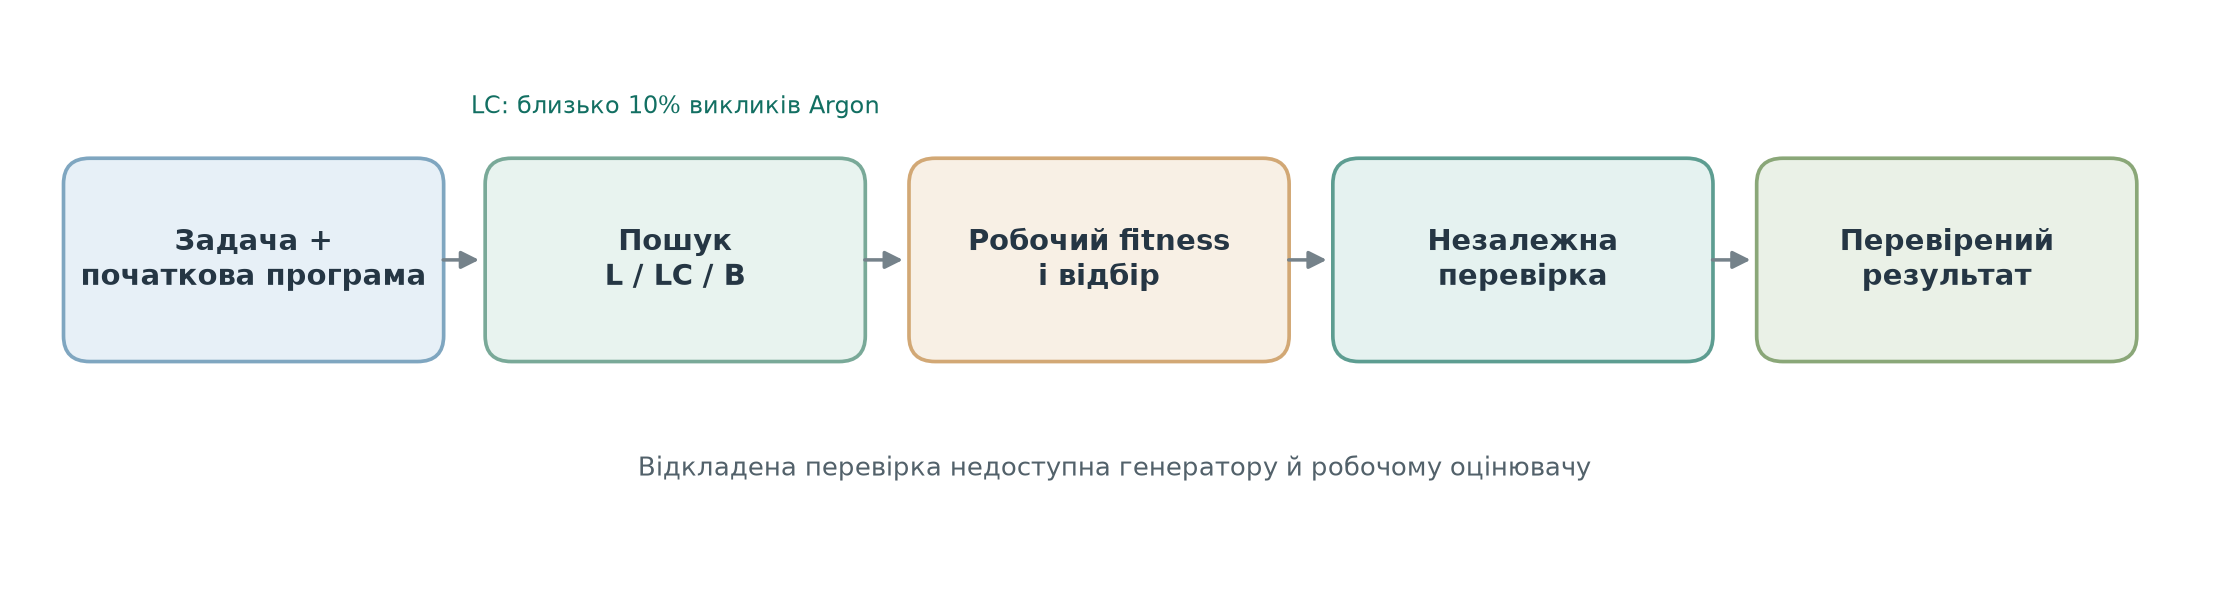 LC: близько 10% викликів Argon
Задача +
початкова програма
Пошук
L / LC / B
Робочий fitness
і відбір
Незалежна
перевірка
Перевірений
результат
Відкладена перевірка недоступна генератору й робочому оцінювачу